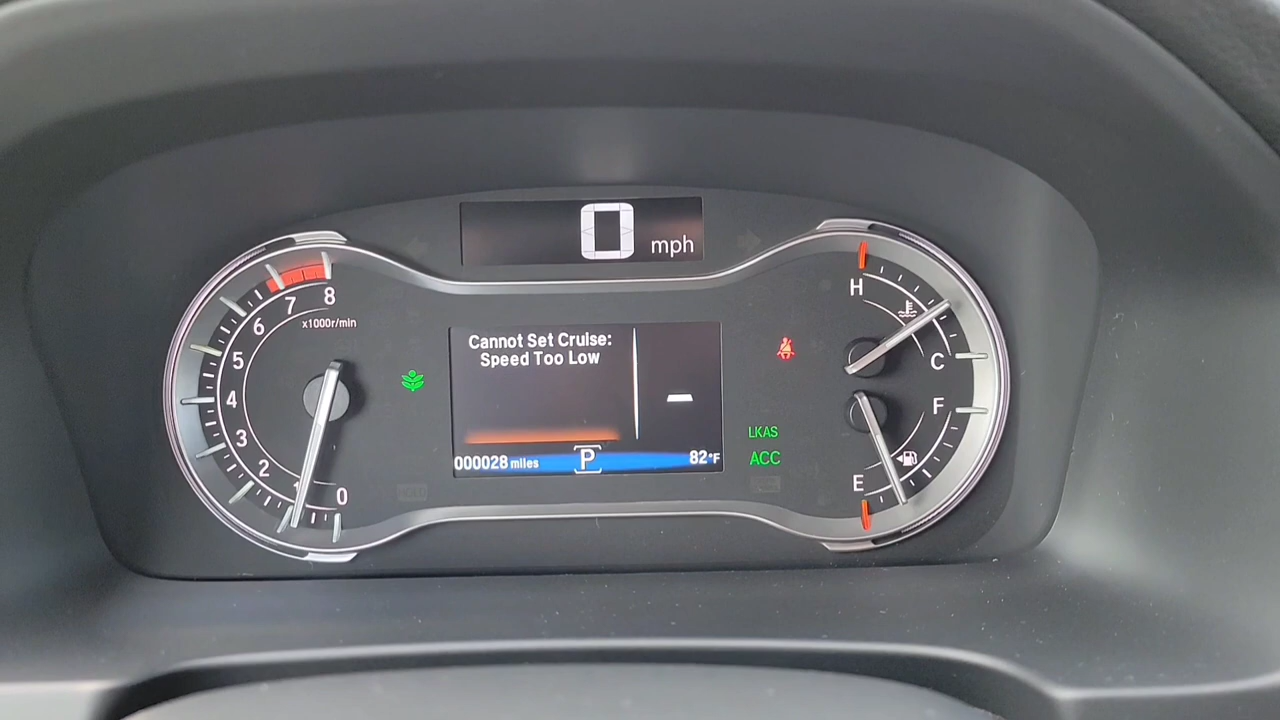 0 mph
8
7
6
x1000r/min
5
4
3
2
1
0
Cannot Set Cruise:
Speed Too Low
000028 miles
P
82°F
LKAS
ACC
H
C
F
E